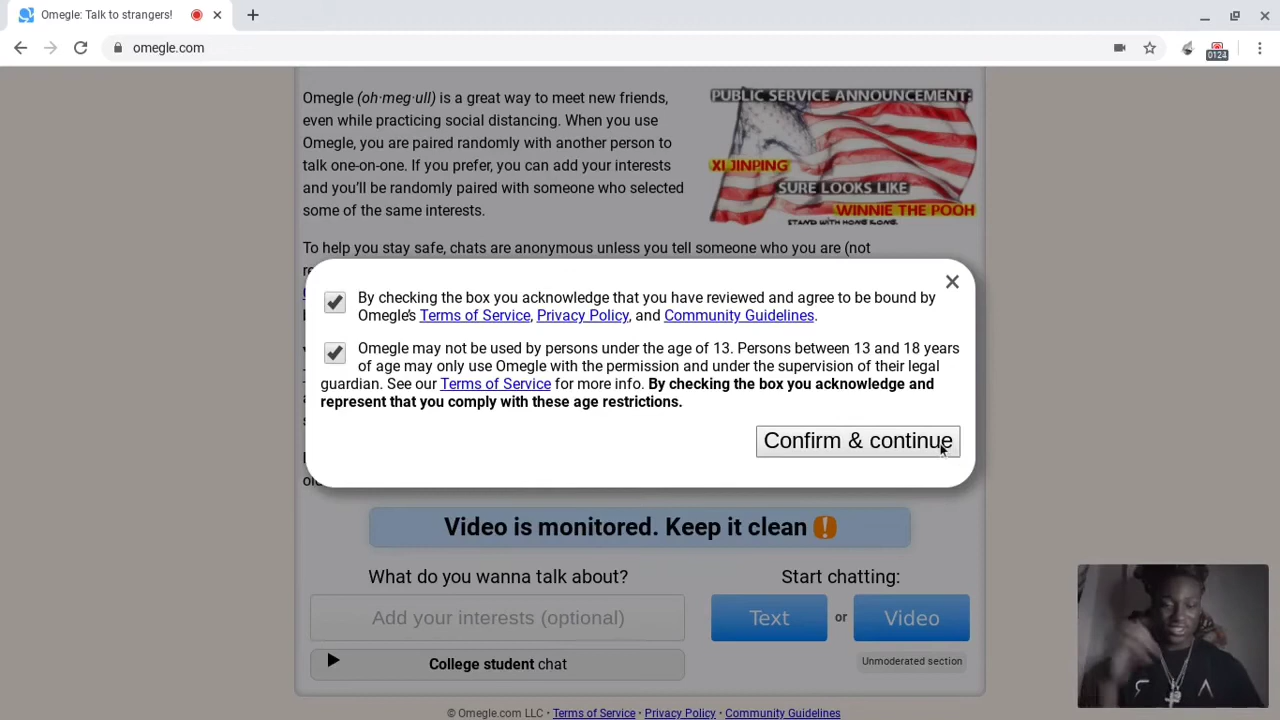 Omegle: Talk to strangers!
omegle.com
0124
Omegle (oh·meg·ull) is a great way to meet new friends,
even while practicing social distancing. When you use
Omegle, you are paired randomly with another person to
talk one-on-one. If you prefer, you can add your interests
and you'll be randomly paired with someone who selected
some of the same interests.
PUBLIC SERVICE ANNOUNCEMENT:
XI JINPING
SURE LOOKS LIKE
WINNIE THE POOH
STAND WITH HONG KONG.
To help you stay safe, chats are anonymous unless you tell someone who you are (not
By checking the box you acknowledge that you have reviewed and agree to be bound by
Omegle's Terms of Service, Privacy Policy, and Community Guidelines.
Omegle may not be used by persons under the age of 13. Persons between 13 and 18 years
of age may only use Omegle with the permission and under the supervision of their legal
guardian. See our Terms of Service for more info. By checking the box you acknowledge and
represent that you comply with these age restrictions.
Confirm & continue
Video is monitored. Keep it clean
What do you wanna talk about?
Start chatting:
Add your interests (optional)
Text or Video
College student chat
Unmoderated section
© Omegle.com LLC • Terms of Service • Privacy Policy • Community Guidelines